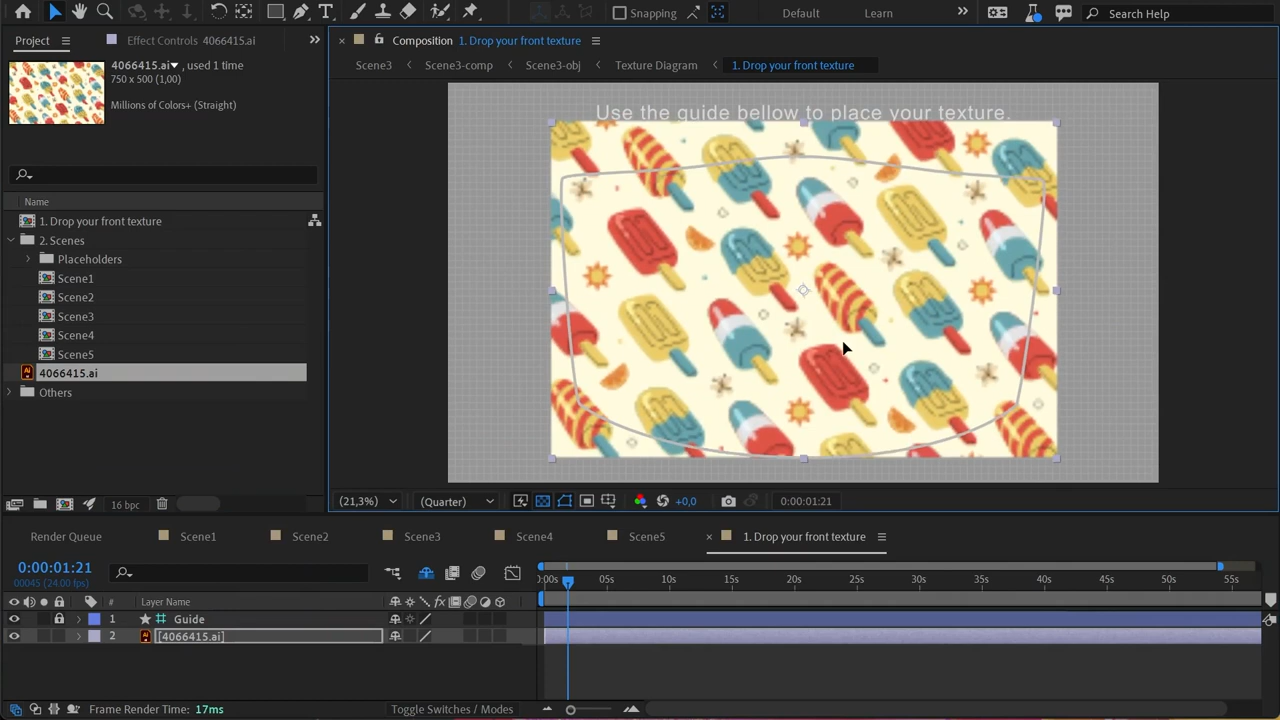 Snapping
Default
Learn
Search Help
Project
Effect Controls 4066415.ai
Composition 1. Drop your front texture
4066415.ai , used 1 time
750 x 500 (1,00)
Millions of Colors+ (Straight)
Scene3
Scene3-comp
Scene3-obj
Texture Diagram
1. Drop your front texture
Use the guide bellow to place your texture.
Name
1. Drop your front texture
2. Scenes
Placeholders
Scene1
Scene2
Scene3
Scene4
Scene5
4066415.ai
Others
16 bpc
(21,3%)
(Quarter)
+0,0
0:00:01:21
Render Queue
Scene1
Scene2
Scene3
Scene4
Scene5
1. Drop your front texture
0:00:01:21
00045 (24.00 fps)
:00s
05s
10s
15s
20s
25s
30s
35s
40s
45s
50s
55s
#
Layer Name
1
Guide
2
[4066415.ai]
Frame Render Time: 17ms
Toggle Switches / Modes